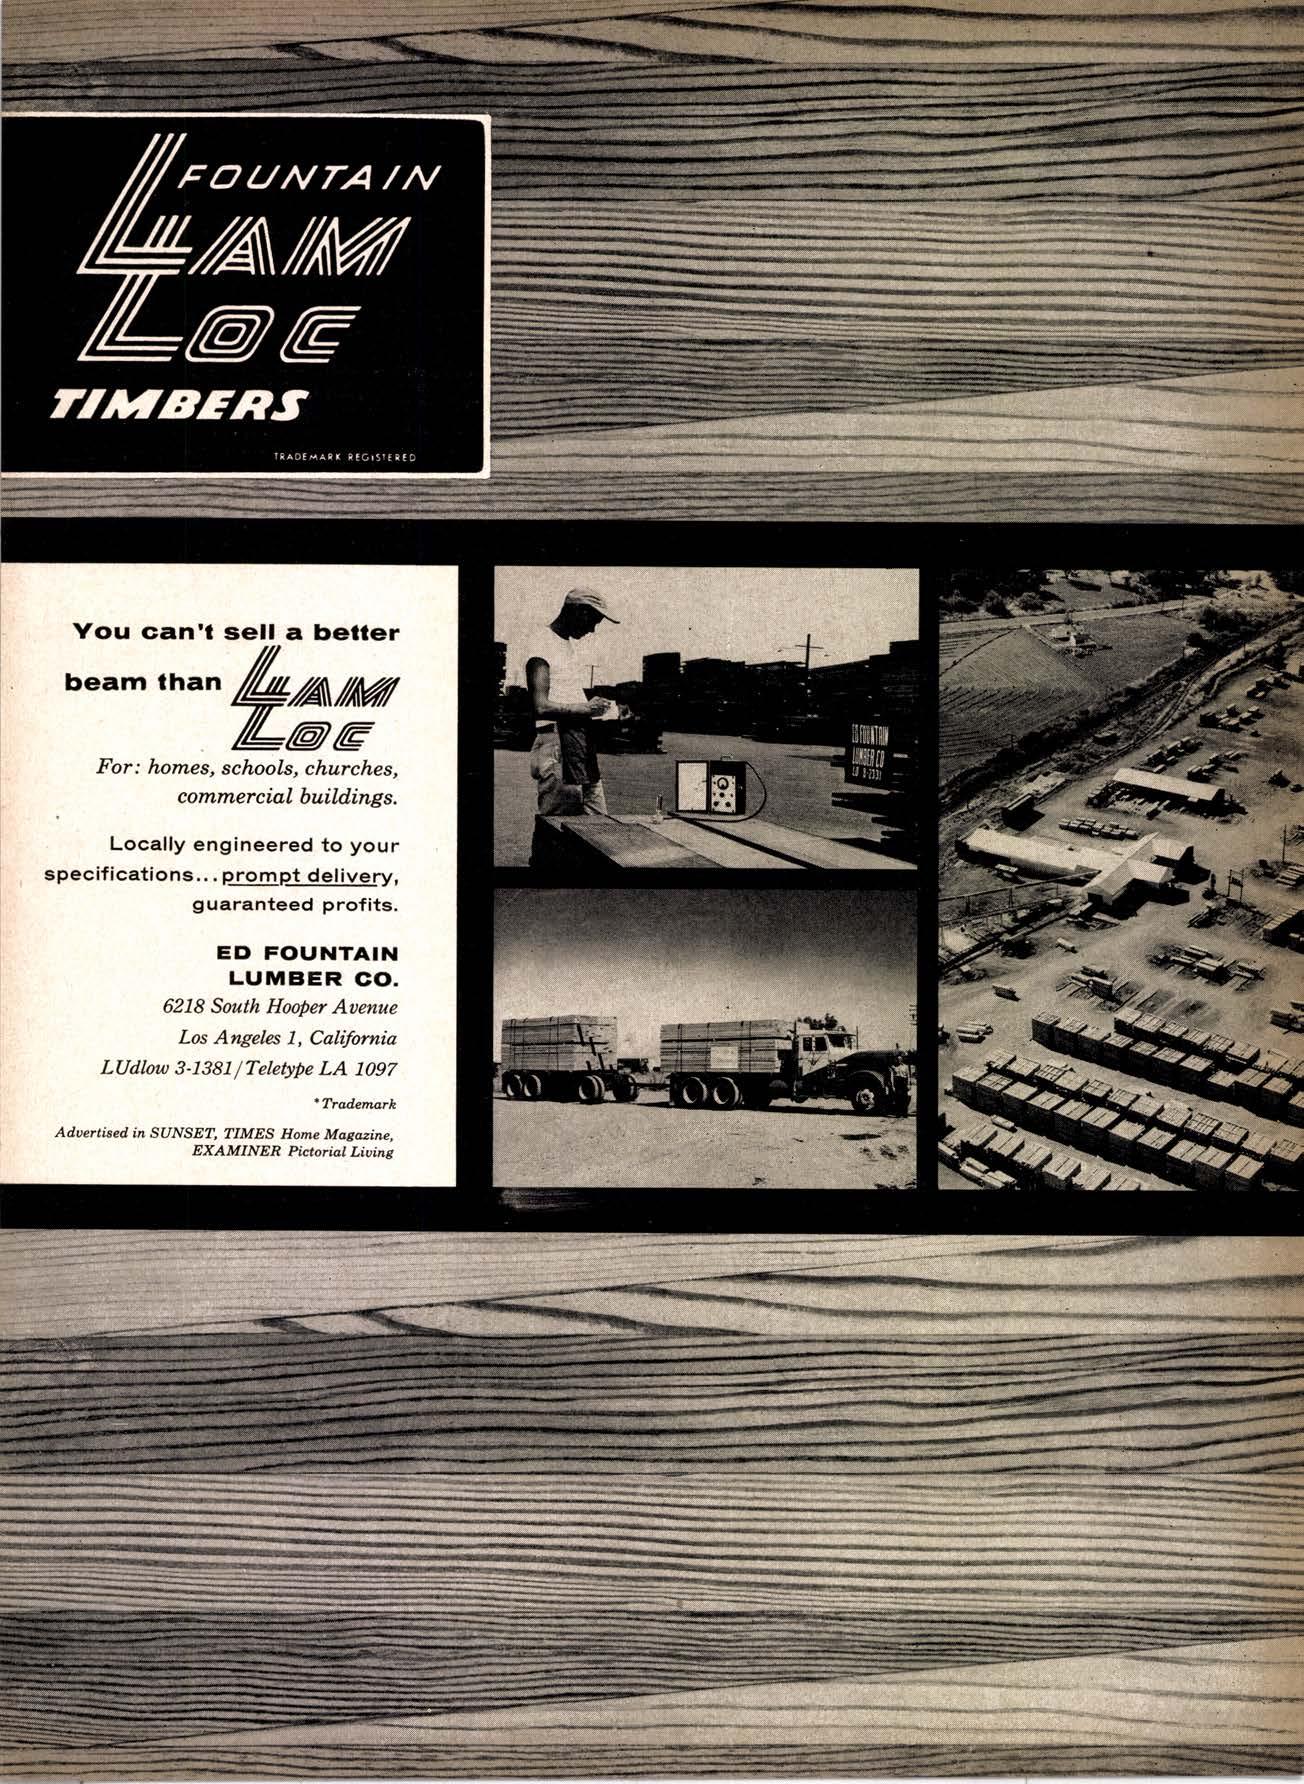 FOUNTAIN
LAM
LOC
TIMBERS
TRADEMARK REGISTERED
You can't sell a better
beam than LAM
LOC
For: homes, schools, churches,
commercial buildings.
Locally engineered to your
specifications...prompt delivery,
guaranteed profits.
ED FOUNTAIN
LUMBER CO.
6218 South Hooper Avenue
Los Angeles 1, California
LUdlow 3-1381/Teletype LA 1097
*Trademark
Advertised in SUNSET, TIMES Home Magazine,
EXAMINER Pictorial Living
ED FOUNTAIN
LUMBER CO